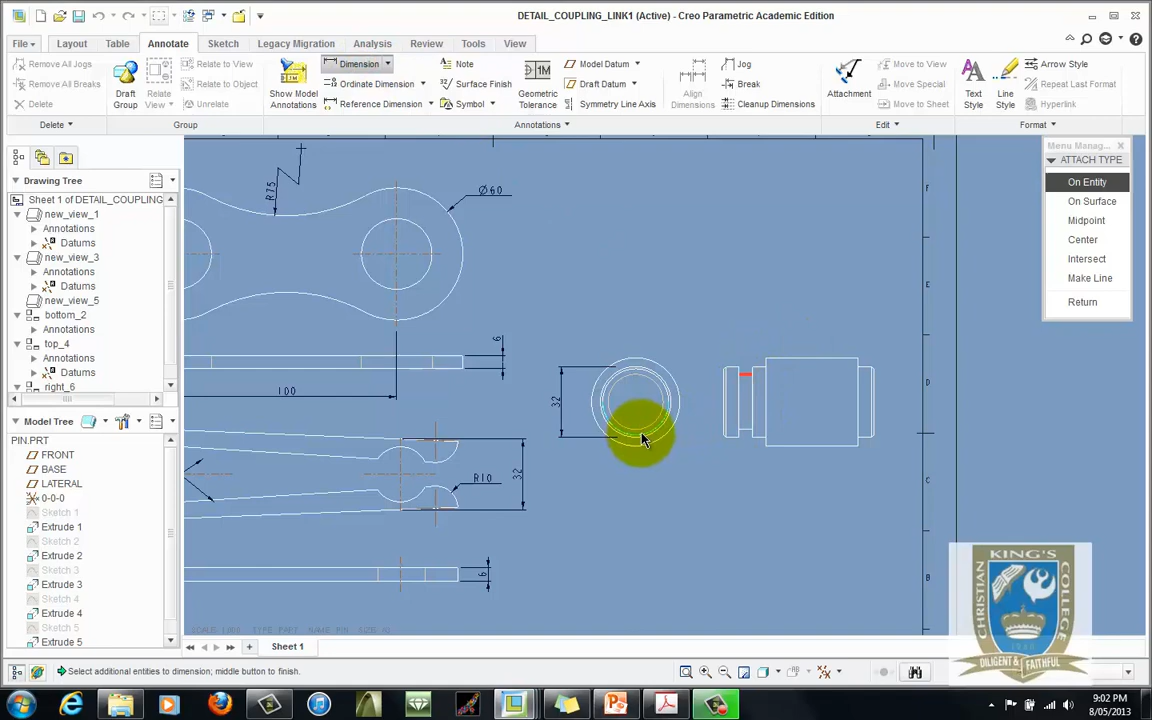 DETAIL_COUPLING_LINK1 (Active) - Creo Parametric Academic Edition
File Layout Table Annotate Sketch Legacy Migration Analysis Review Tools View
Remove All Jogs
Remove All Breaks
Delete
Delete
Draft Group
Relate View
Relate to View
Relate to Object
Unrelate
Group
Show Model Annotations
Dimension
Ordinate Dimension
Reference Dimension
Note
Surface Finish
Symbol
Geometric Tolerance
Model Datum
Draft Datum
Symmetry Line Axis
Align Dimensions
Jog
Break
Cleanup Dimensions
Annotations
Attachment
Move to View
Move Special
Move to Sheet
Edit
Text Style
Line Style
Arrow Style
Repeat Last Format
Hyperlink
Format
Drawing Tree
Sheet 1 of DETAIL_COUPLING
new_view_1
Annotations
Datums
new_view_3
Annotations
Datums
new_view_5
bottom_2
Annotations
top_4
Annotations
Datums
right_6
Model Tree
PIN.PRT
FRONT
BASE
LATERAL
0-0-0
Sketch 1
Extrude 1
Sketch 2
Extrude 2
Sketch 3
Extrude 3
Sketch 4
Extrude 4
Sketch 5
Extrude 5
R75
Ø60
6
100
32
R10
32
6
F
E
D
C
B
Menu Manag...
ATTACH TYPE
On Entity
On Surface
Midpoint
Center
Intersect
Make Line
Return
Sheet 1
Select additional entities to dimension; middle button to finish.
CHRISTIAN KING'S COLLEGE
DILIGENT & FAITHFUL
9:02 PM
8/05/2013